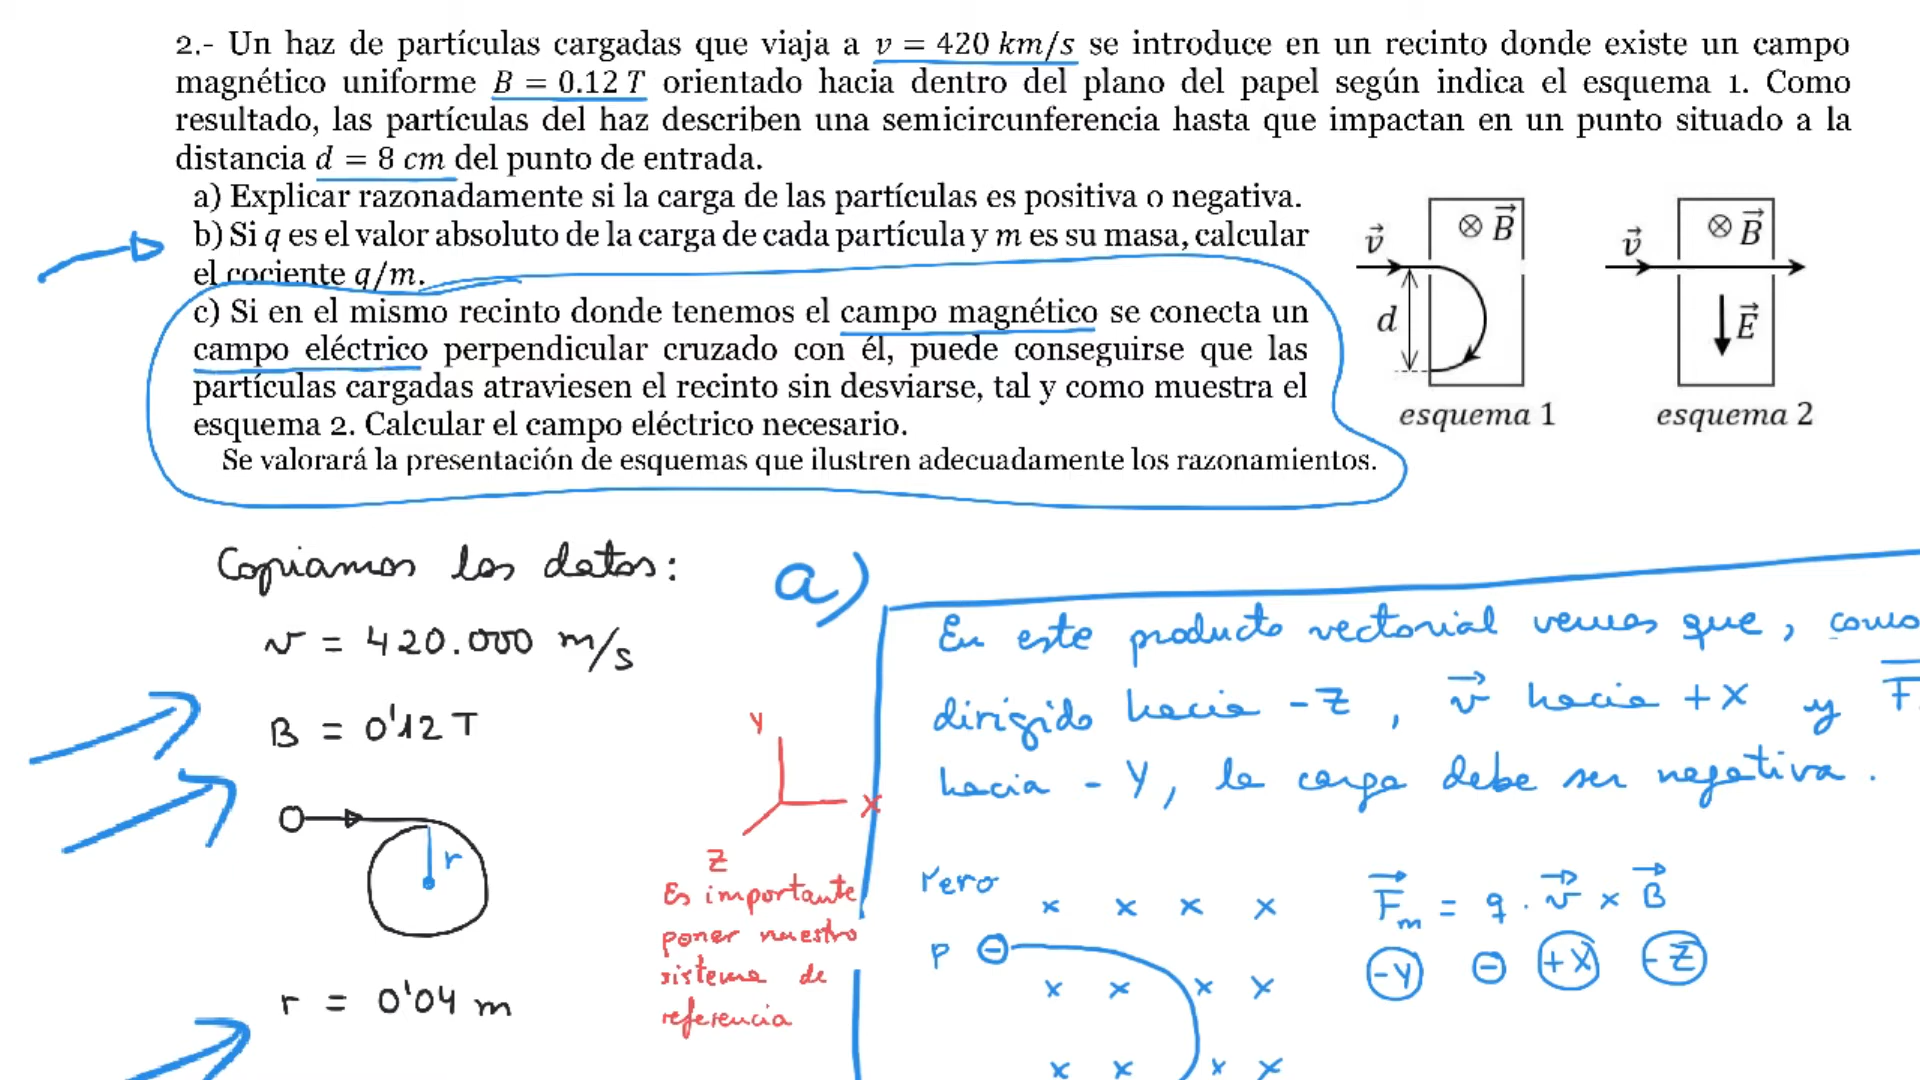 2.- Un haz de partículas cargadas que viaja a v = 420 km/s se introduce en un recinto donde existe un campo
magnético uniforme B = 0.12 T orientado hacia dentro del plano del papel según indica el esquema 1. Como
resultado, las partículas del haz describen una semicircunferencia hasta que impactan en un punto situado a la
distancia d = 8 cm del punto de entrada.
a) Explicar razonadamente si la carga de las partículas es positiva o negativa.
b) Si q es el valor absoluto de la carga de cada partícula y m es su masa, calcular
el cociente q/m.
c) Si en el mismo recinto donde tenemos el campo magnético se conecta un
campo eléctrico perpendicular cruzado con él, puede conseguirse que las
partículas cargadas atraviesen el recinto sin desviarse, tal y como muestra el
esquema 2. Calcular el campo eléctrico necesario.
Se valorará la presentación de esquemas que ilustren adecuadamente los razonamientos.
⊗ B⃗
v⃗
d
esquema 1
⊗ B⃗
v⃗
E⃗
esquema 2
Copiamos los datos:
v = 420.000 m/s
B = 0'12 T
r
r = 0'04 m
Y
X
Z
Es importante
poner nuestro
sistema de
referencia
a)
En este producto vectorial vemos que, como
dirigido hacia -Z, v⃗ hacia +X y F
hacia -Y, la carga debe ser negativa.
x x x x
P ⊖
x x x x
x x x x
F⃗m = q · v⃗ x B⃗
-Y ⊖ +X -Z